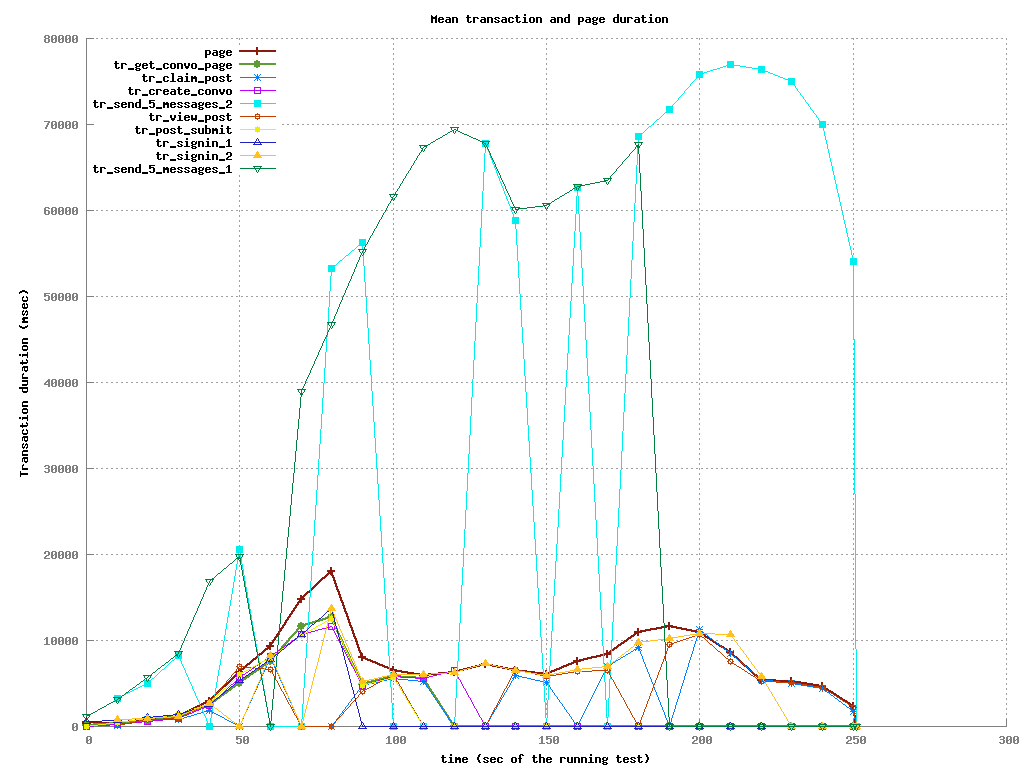 Mean transaction and page duration
80000
70000
60000
50000
40000
30000
20000
10000
0
Transaction duration (msec)
page
tr_get_convo_page
tr_claim_post
tr_create_convo
tr_send_5_messages_2
tr_view_post
tr_post_submit
tr_signin_1
tr_signin_2
tr_send_5_messages_1
0 50 100 150 200 250 300
time (sec of the running test)